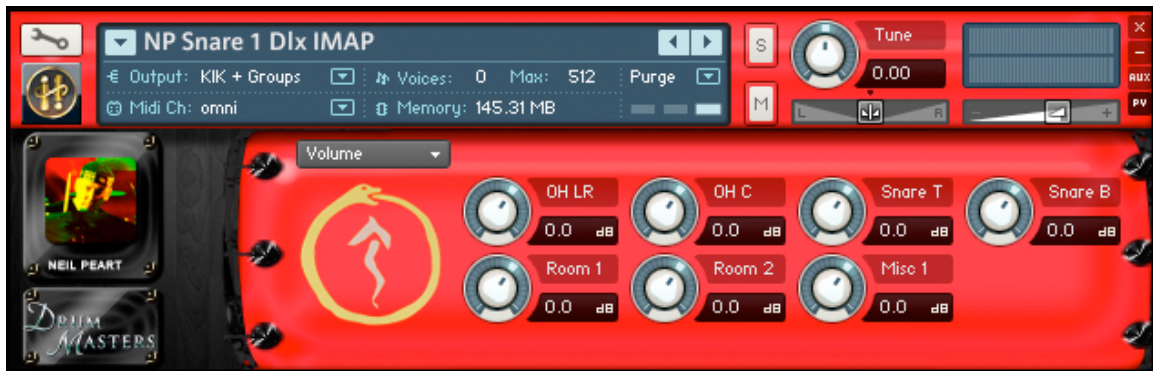 NP Snare 1 Dlx IMAP
Output: KIK + Groups
Voices: 0 Max: 512
Purge
Midi Ch: omni
Memory: 145.31 MB
S
M
Tune
0.00
L R
- +
×
-
AUX
PV
NEIL PEART
DRUM
MASTERS
Volume
OH LR
0.0 dB
OH C
0.0 dB
Snare T
0.0 dB
Snare B
0.0 dB
Room 1
0.0 dB
Room 2
0.0 dB
Misc 1
0.0 dB